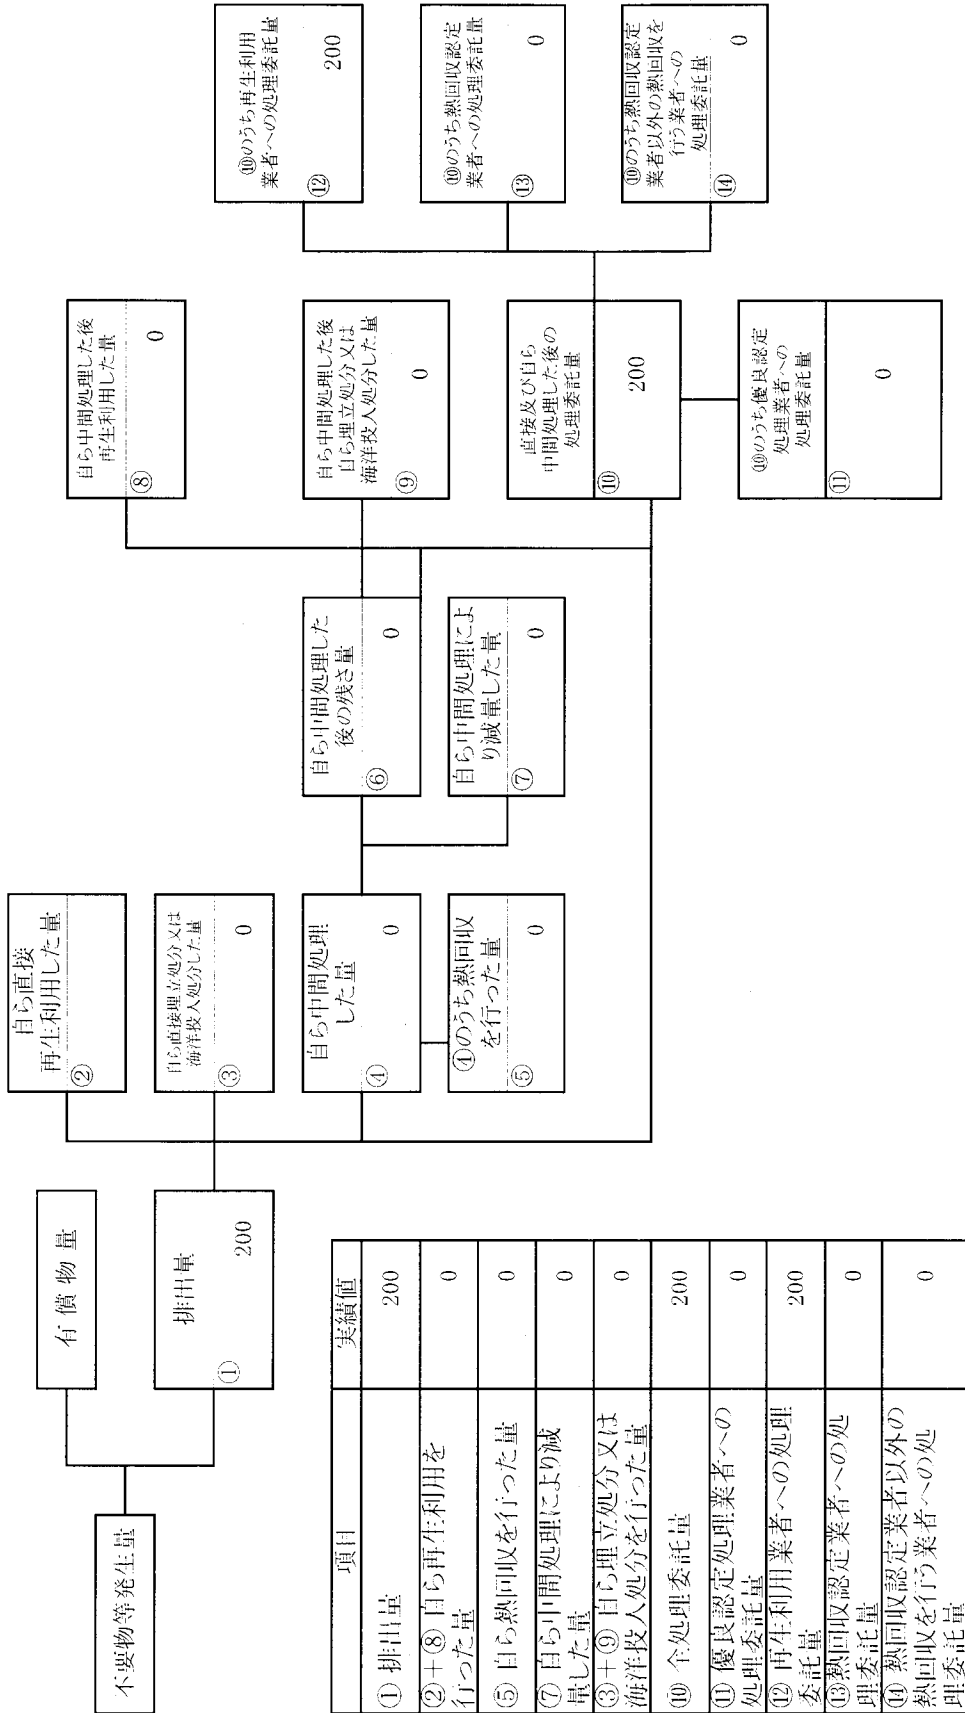 不要物等発生量
有償物量
排出量
① 200
自ら直接
再生利用した量
②
自ら直接埋立処分又は
海洋投入処分した量
③ 0
自ら中間処理
した量
④ 0
④のうち熱回収
を行った量
⑤ 0
自ら中間処理した
後の残さ量
⑥ 0
自ら中間処理によ
り減量した量
⑦ 0
自ら中間処理した後
再生利用した量
⑧ 0
自ら中間処理した後
自ら埋立処分又は
海洋投入処分した量
⑨ 0
直接及び自ら
中間処理した後の
処理委託量
⑩ 200
⑩のうち優良認定
処理業者への
処理委託量
⑪ 0
⑩のうち再生利用
業者への処理委託量
⑫ 200
⑩のうち熱回収認定
業者への処理委託量
⑬ 0
⑩のうち熱回収認定
業者以外の熱回収を
行う業者への
処理委託量
⑭ 0
項目 実績値
① 排出量 200
②+⑧ 自ら再生利用を
行った量 0
⑤ 自ら熱回収を行った量 0
⑦ 自ら中間処理により減
量した量 0
③+⑨ 自ら埋立処分又は
海洋投入処分を行った量 0
⑩ 全処理委託量 200
⑪ 優良認定処理業者への
処理委託量 0
⑫ 再生利用業者への処理
委託量 200
⑬熱回収認定業者への処
理委託量 0
⑭ 熱回収認定業者以外の
熱回収を行う業者への処
理委託量 0